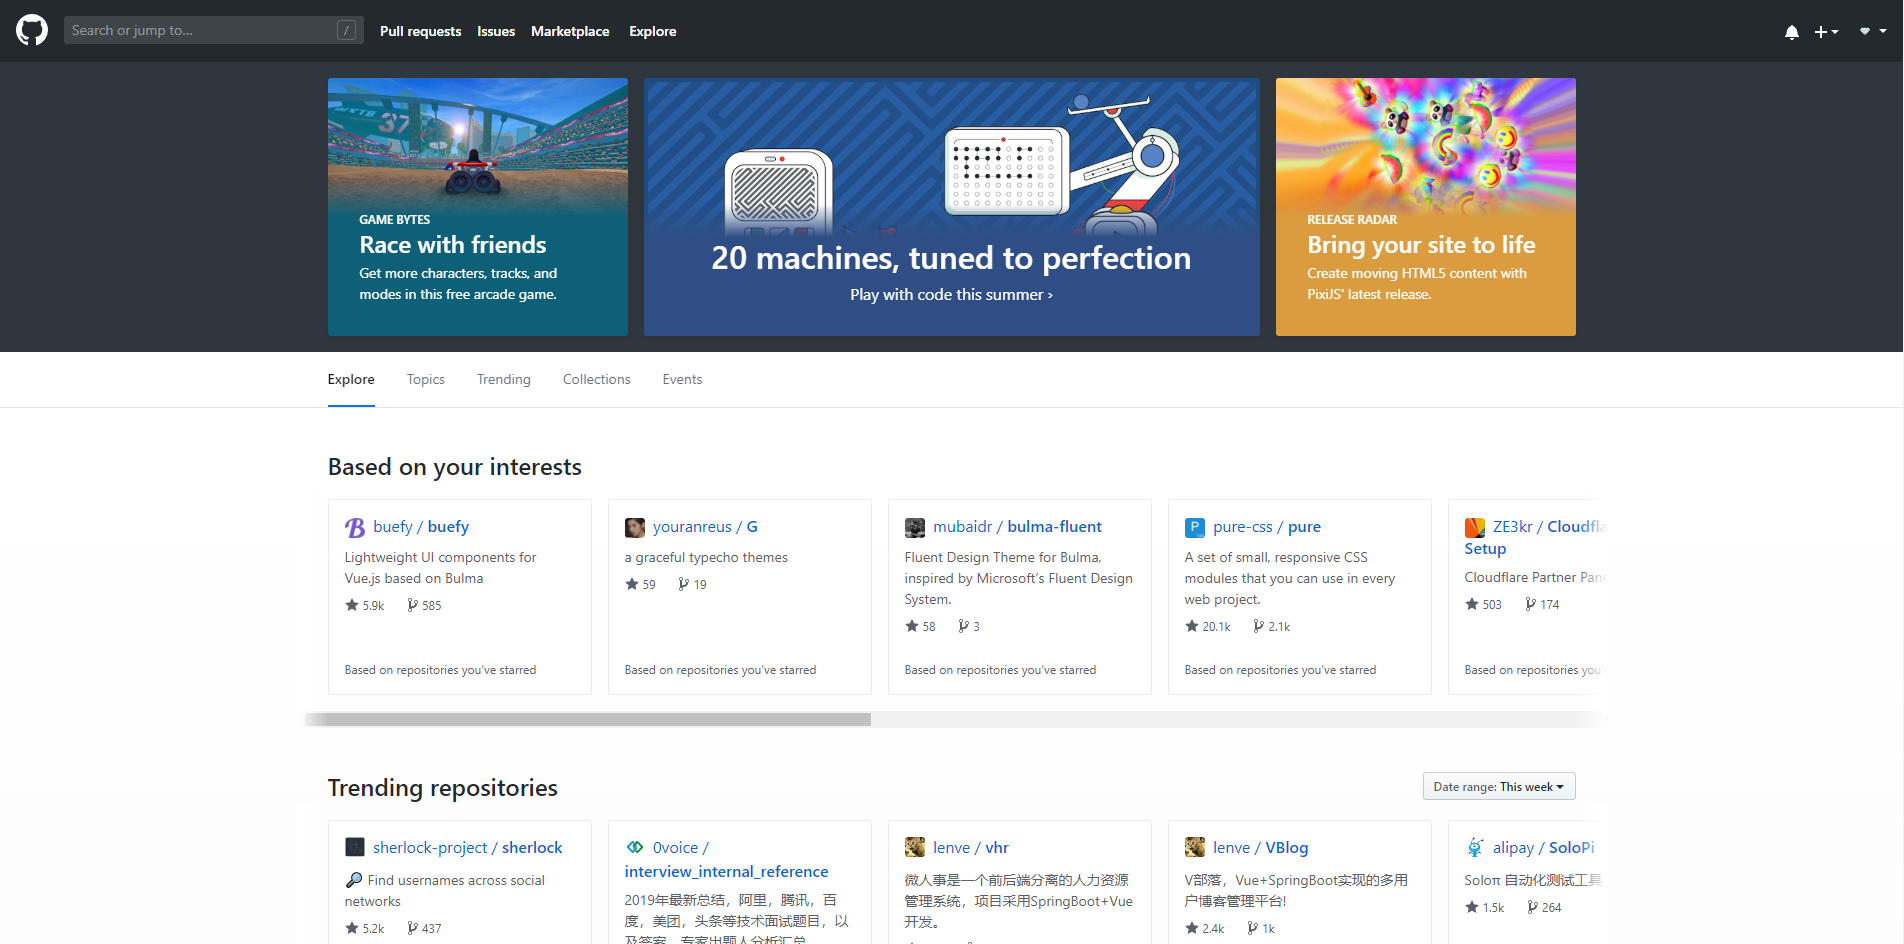 Search or jump to...
/
Pull requests
Issues
Marketplace
Explore
37
GAME BYTES
Race with friends
Get more characters, tracks, and
modes in this free arcade game.
20 machines, tuned to perfection
Play with code this summer ›
RELEASE RADAR
Bring your site to life
Create moving HTML5 content with
PixiJS' latest release.
Explore
Topics
Trending
Collections
Events
Based on your interests
buefy / buefy
Lightweight UI components for
Vue.js based on Bulma
5.9k 585
Based on repositories you've starred
youranreus / G
a graceful typecho themes
59 19
Based on repositories you've starred
mubaidr / bulma-fluent
Fluent Design Theme for Bulma,
inspired by Microsoft's Fluent Design
System.
58 3
Based on repositories you've starred
P
pure-css / pure
A set of small, responsive CSS
modules that you can use in every
web project.
20.1k 2.1k
Based on repositories you've starred
ZE3kr / Cloudfla
Setup
Cloudflare Partner Pane
503 174
Based on repositories you'v
Trending repositories
Date range: This week
sherlock-project / sherlock
🔎 Find usernames across social
networks
5.2k 437
0voice /
interview_internal_reference
2019年最新总结，阿里，腾讯，百
度，美团，头条等技术面试题目，以
及答案，专家出题人分析汇总
lenve / vhr
微人事是一个前后端分离的人力资源
管理系统，项目采用SpringBoot+Vue
开发。
lenve / VBlog
V部落，Vue+SpringBoot实现的多用
户博客管理平台!
2.4k 1k
alipay / SoloPi
Soloπ 自动化测试工具
1.5k 264